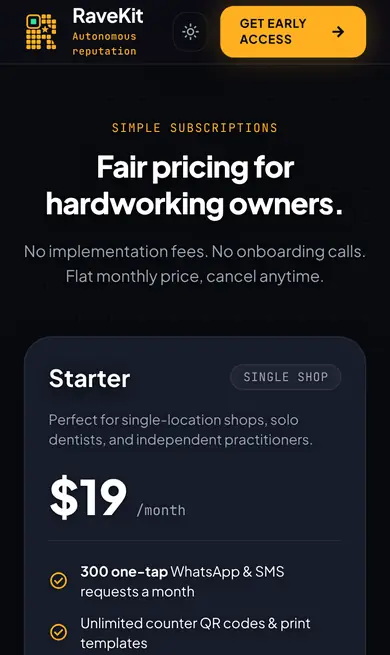 RaveKit
Autonomous
reputation
GET EARLY
ACCESS
SIMPLE SUBSCRIPTIONS
Fair pricing for
hardworking owners.
No implementation fees. No onboarding calls.
Flat monthly price, cancel anytime.
Starter
SINGLE SHOP
Perfect for single-location shops, solo
dentists, and independent practitioners.
$19 /month
300 one-tap WhatsApp & SMS
requests a month
Unlimited counter QR codes & print
templates